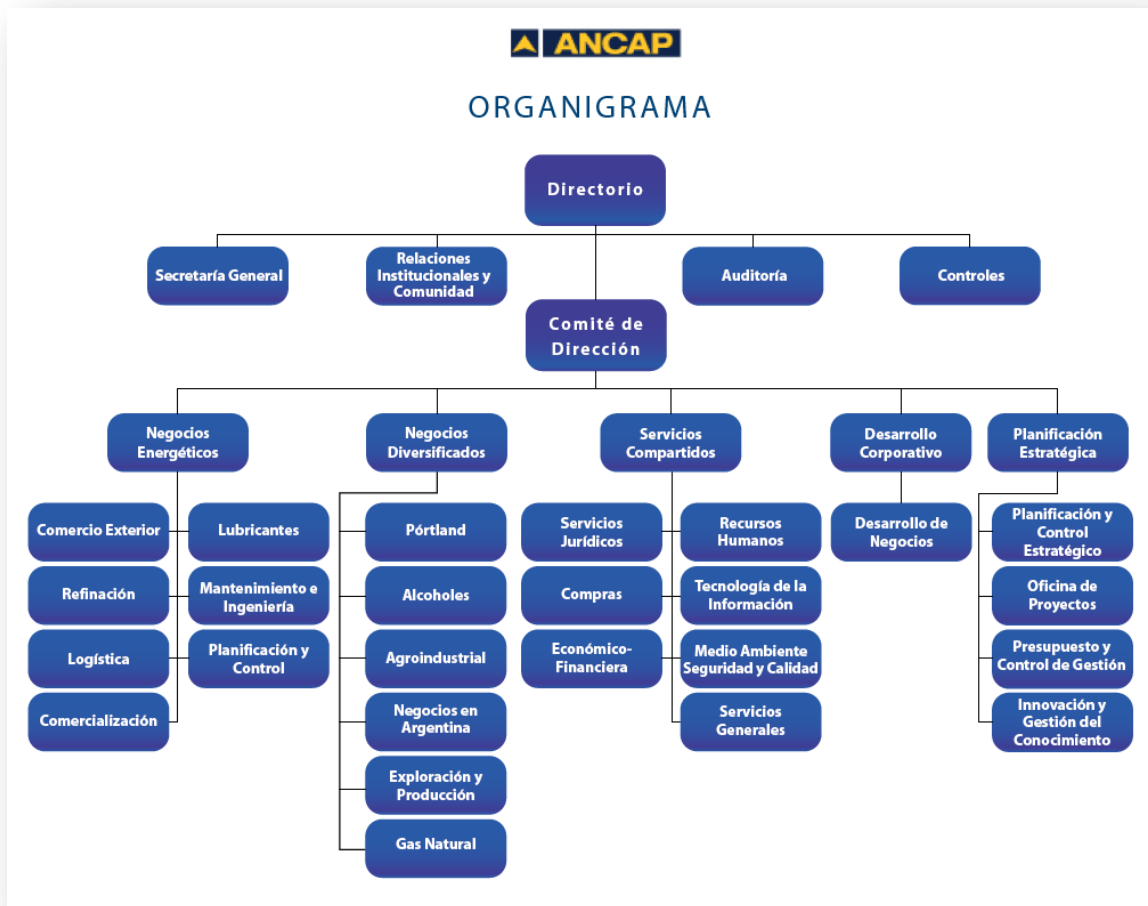 ANCAP
ORGANIGRAMA
Directorio
Secretaría General
Relaciones
Institucionales y
Comunidad
Auditoría
Controles
Comité de
Dirección
Negocios
Energéticos
Negocios
Diversificados
Servicios
Compartidos
Desarrollo
Corporativo
Planificación
Estratégica
Comercio Exterior
Refinación
Logística
Comercialización
Lubricantes
Mantenimiento e
Ingeniería
Planificación y
Control
Pórtland
Alcoholes
Agroindustrial
Negocios en
Argentina
Exploración y
Producción
Gas Natural
Servicios
Jurídicos
Compras
Económico-
Financiera
Recursos
Humanos
Tecnología de la
Información
Medio Ambiente
Seguridad y Calidad
Servicios
Generales
Desarrollo de
Negocios
Planificación y
Control
Estratégico
Oficina de
Proyectos
Presupuesto y
Control de Gestión
Innovación y
Gestión del
Conocimiento